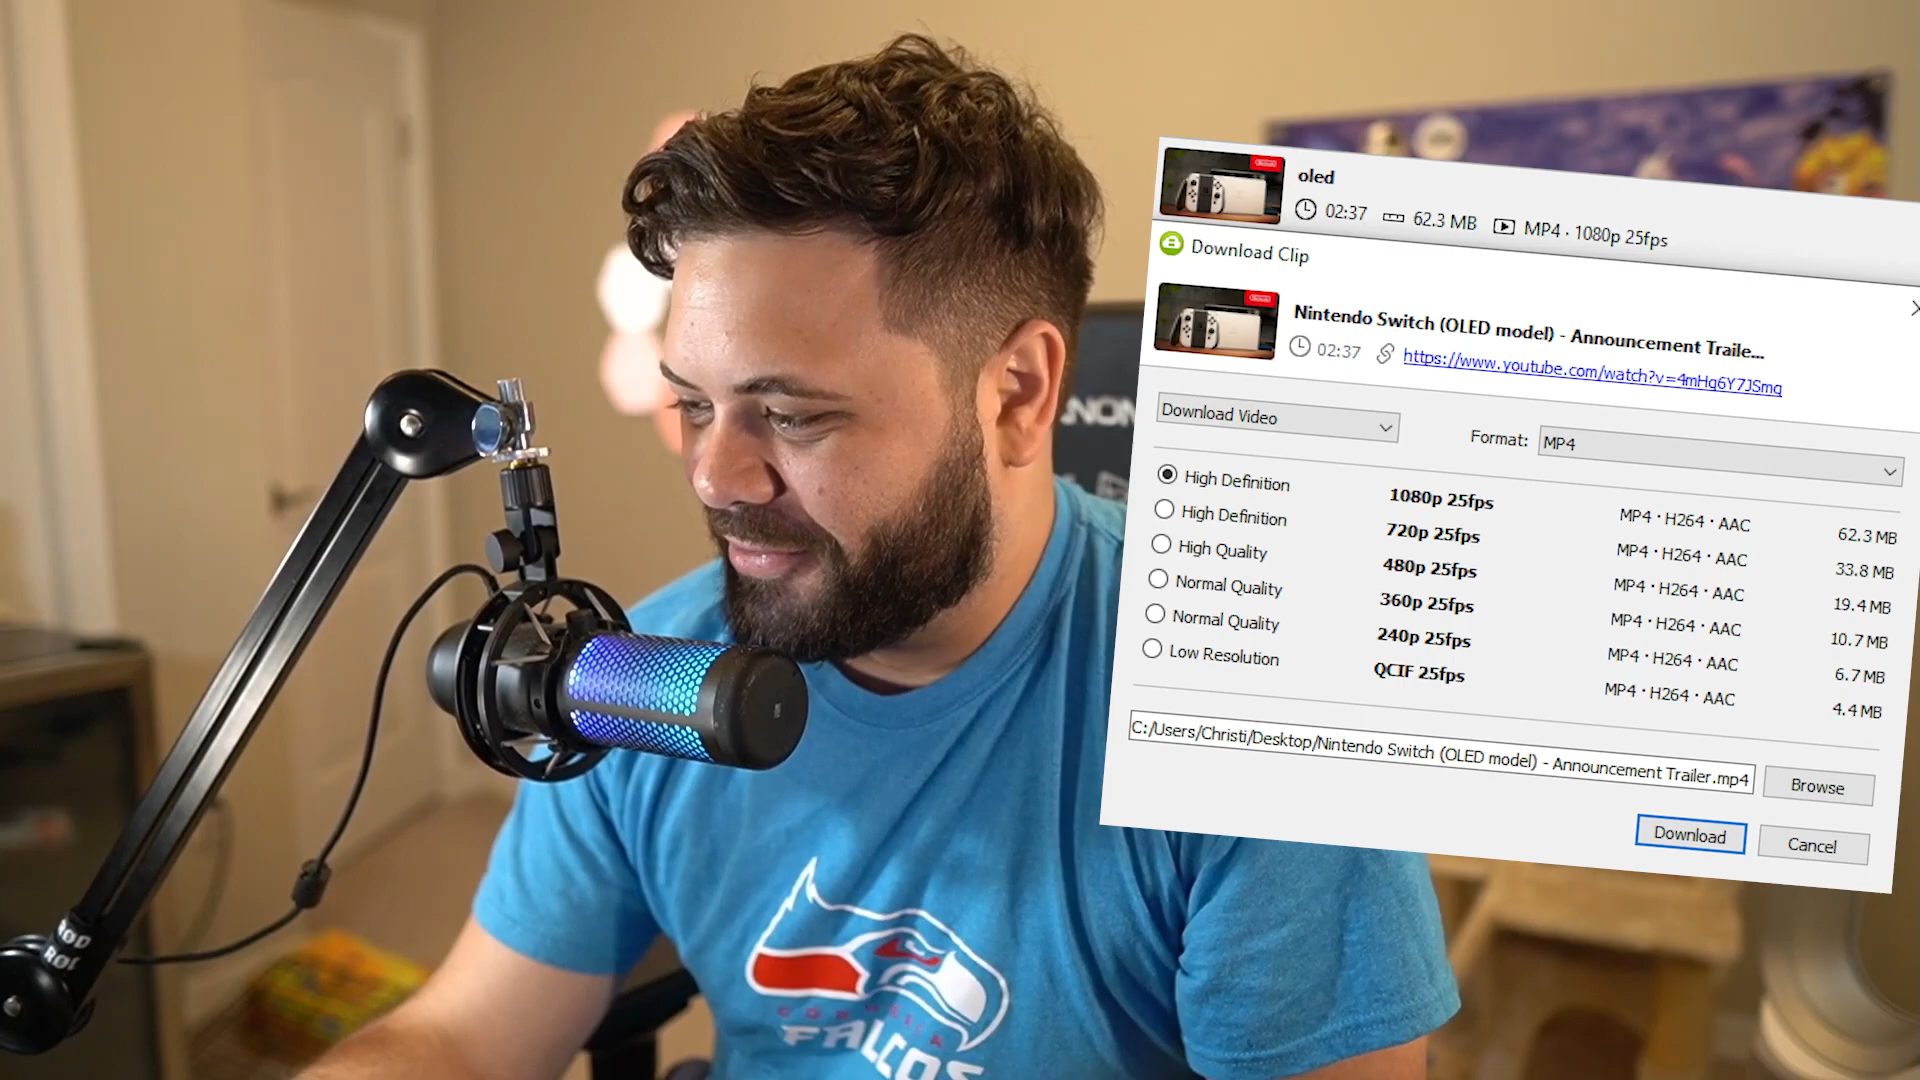 oled
02:37 62.3 MB MP4 · 1080p 25fps
Download Clip
Nintendo Switch (OLED model) - Announcement Traile...
02:37 https://www.youtube.com/watch?v=4mHq6Y7JSmq
Download Video Format: MP4
High Definition 1080p 25fps MP4 · H264 · AAC 62.3 MB
High Definition 720p 25fps MP4 · H264 · AAC 33.8 MB
High Quality 480p 25fps MP4 · H264 · AAC 19.4 MB
Normal Quality 360p 25fps MP4 · H264 · AAC 10.7 MB
Normal Quality 240p 25fps MP4 · H264 · AAC 6.7 MB
Low Resolution QCIF 25fps MP4 · H264 · AAC 4.4 MB
C:/Users/Christi/Desktop/Nintendo Switch (OLED model) - Announcement Trailer.mp4 Browse
Download Cancel
FALCOS